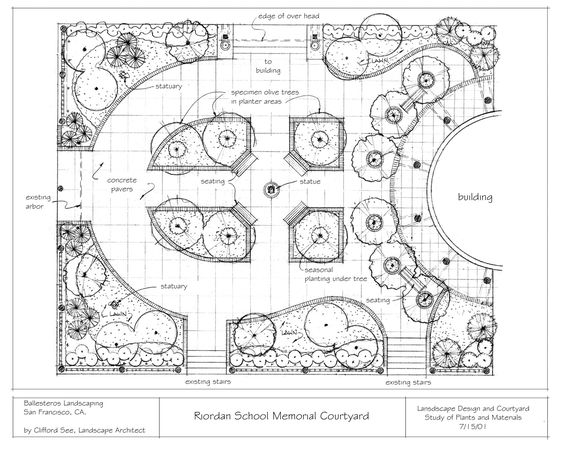 edge of over head
LAWN
to
building
statuary
specimen olive trees
in planter areas
concrete
pavers
seating
statue
building
existing
arbor
seasonal
planting under tree
statuary
seating
LAWN
LAWN
existing stairs
existing stairs
Ballesteros Landscaping
San Francisco, CA.
by Clifford See, Landscape Architect
Riordan School Memorial Courtyard
Lansdscape Design and Courtyard
Study of Plants and Materials
7/15/01